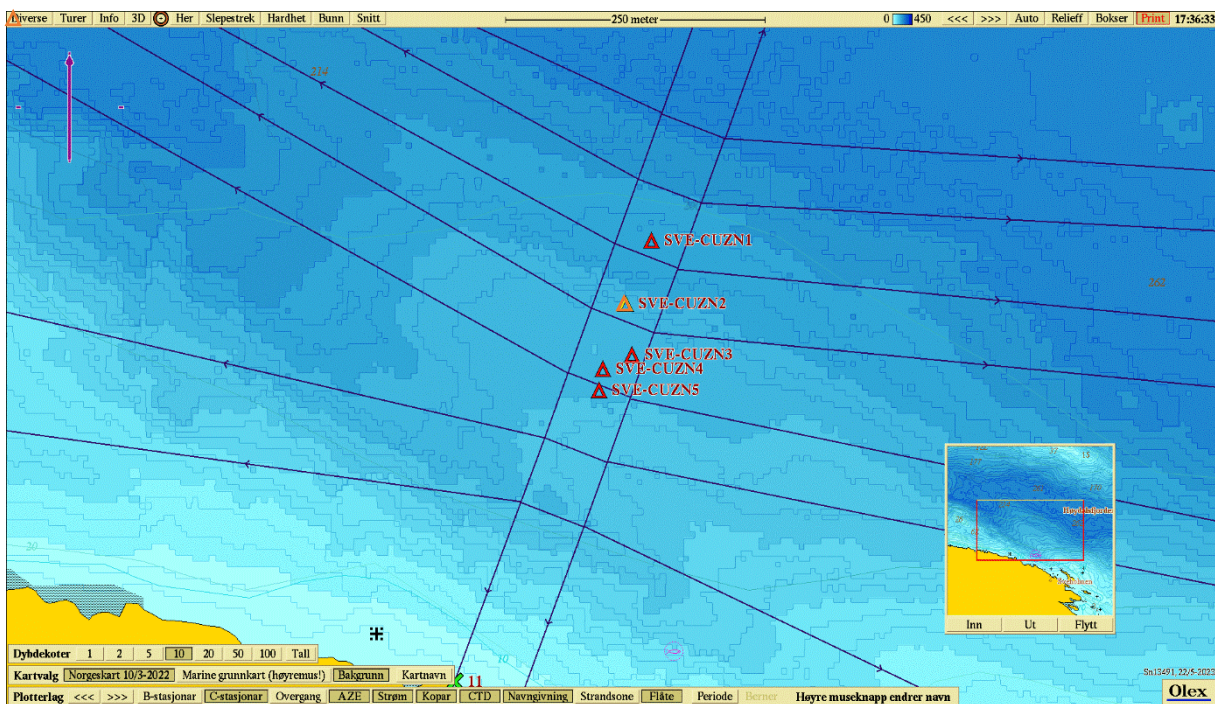 Diverse Turer Info 3D Her Slepestrek Hardhet Bunn Snitt 250 meter 0 450 <<< >>> Auto Relieff Bokser Print 17:36:33
224
SVE-CUZN1
262
SVE-CUZN2
SVE-CUZN3
SVE-CUZN4
SVE-CUZN5
Inn Ut Flytt
Dybdekoter 1 2 5 10 20 50 100 Tall
Kartvalg Norgeskart 10/3-2022 Marine grunnkart (høyremus!) Bakgrunn Kartnavn
11
Sn13491, 22/5-2023
Plotterlag <<< >>> B-stasjonar C-stasjonar Overgang AZE Strøm Kopar CTD Navngivning Strandsone Flåte Periode Berner Høyre museknapp endrer navn
Olex